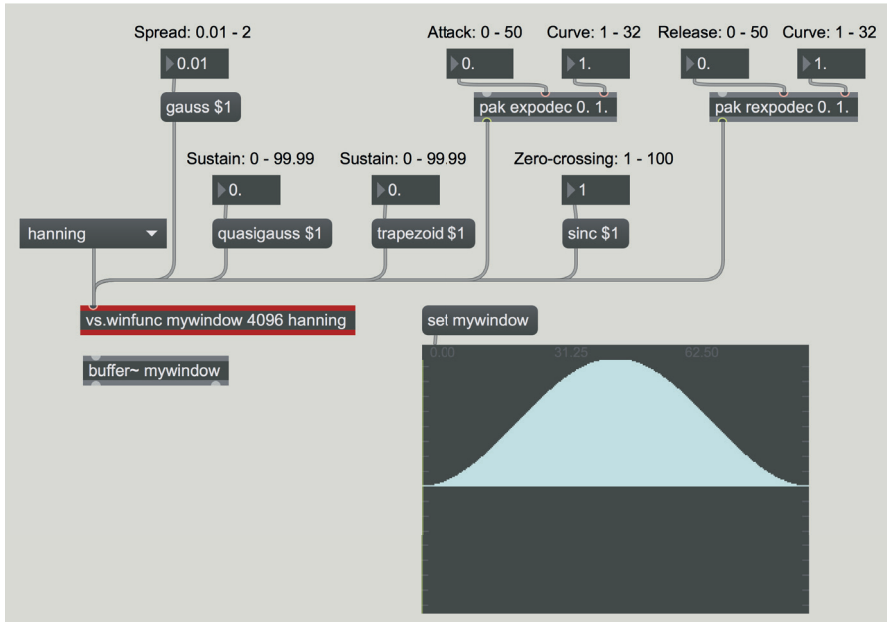 Spread: 0.01 - 2
Attack: 0 - 50
Curve: 1 - 32
Release: 0 - 50
Curve: 1 - 32
0.01
0.
1.
0.
1.
gauss $1
pak expodec 0. 1.
pak rexpodec 0. 1.
Sustain: 0 - 99.99
Sustain: 0 - 99.99
Zero-crossing: 1 - 100
0.
0.
1
hanning
quasigauss $1
trapezoid $1
sinc $1
vs.winfunc mywindow 4096 hanning
set mywindow
0.00
31.25
62.50
buffer~ mywindow